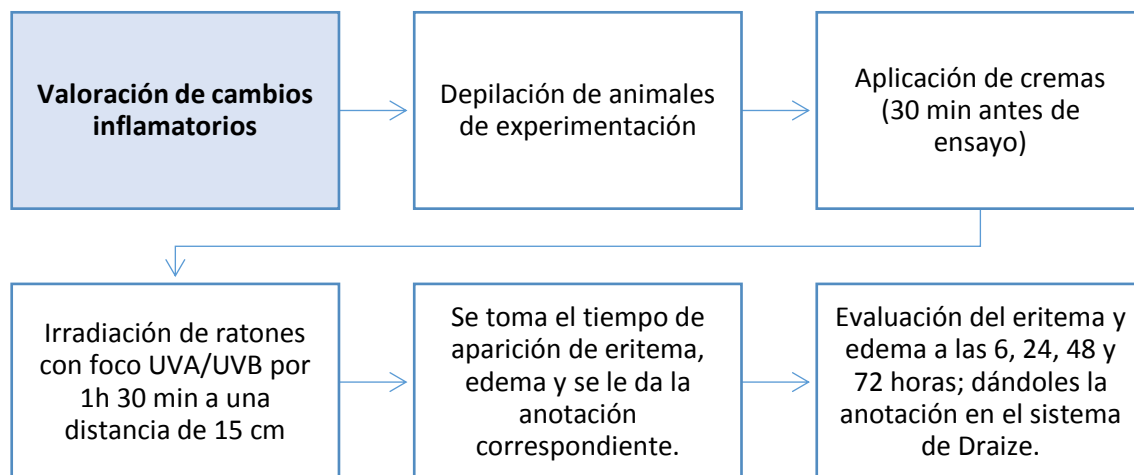 Valoración de cambios
inflamatorios
Depilación de animales
de experimentación
Aplicación de cremas
(30 min antes de
ensayo)
Irradiación de ratones
con foco UVA/UVB por
1h 30 min a una
distancia de 15 cm
Se toma el tiempo de
aparición de eritema,
edema y se le da la
anotación
correspondiente.
Evaluación del eritema y
edema a las 6, 24, 48 y
72 horas; dándoles la
anotación en el sistema
de Draize.